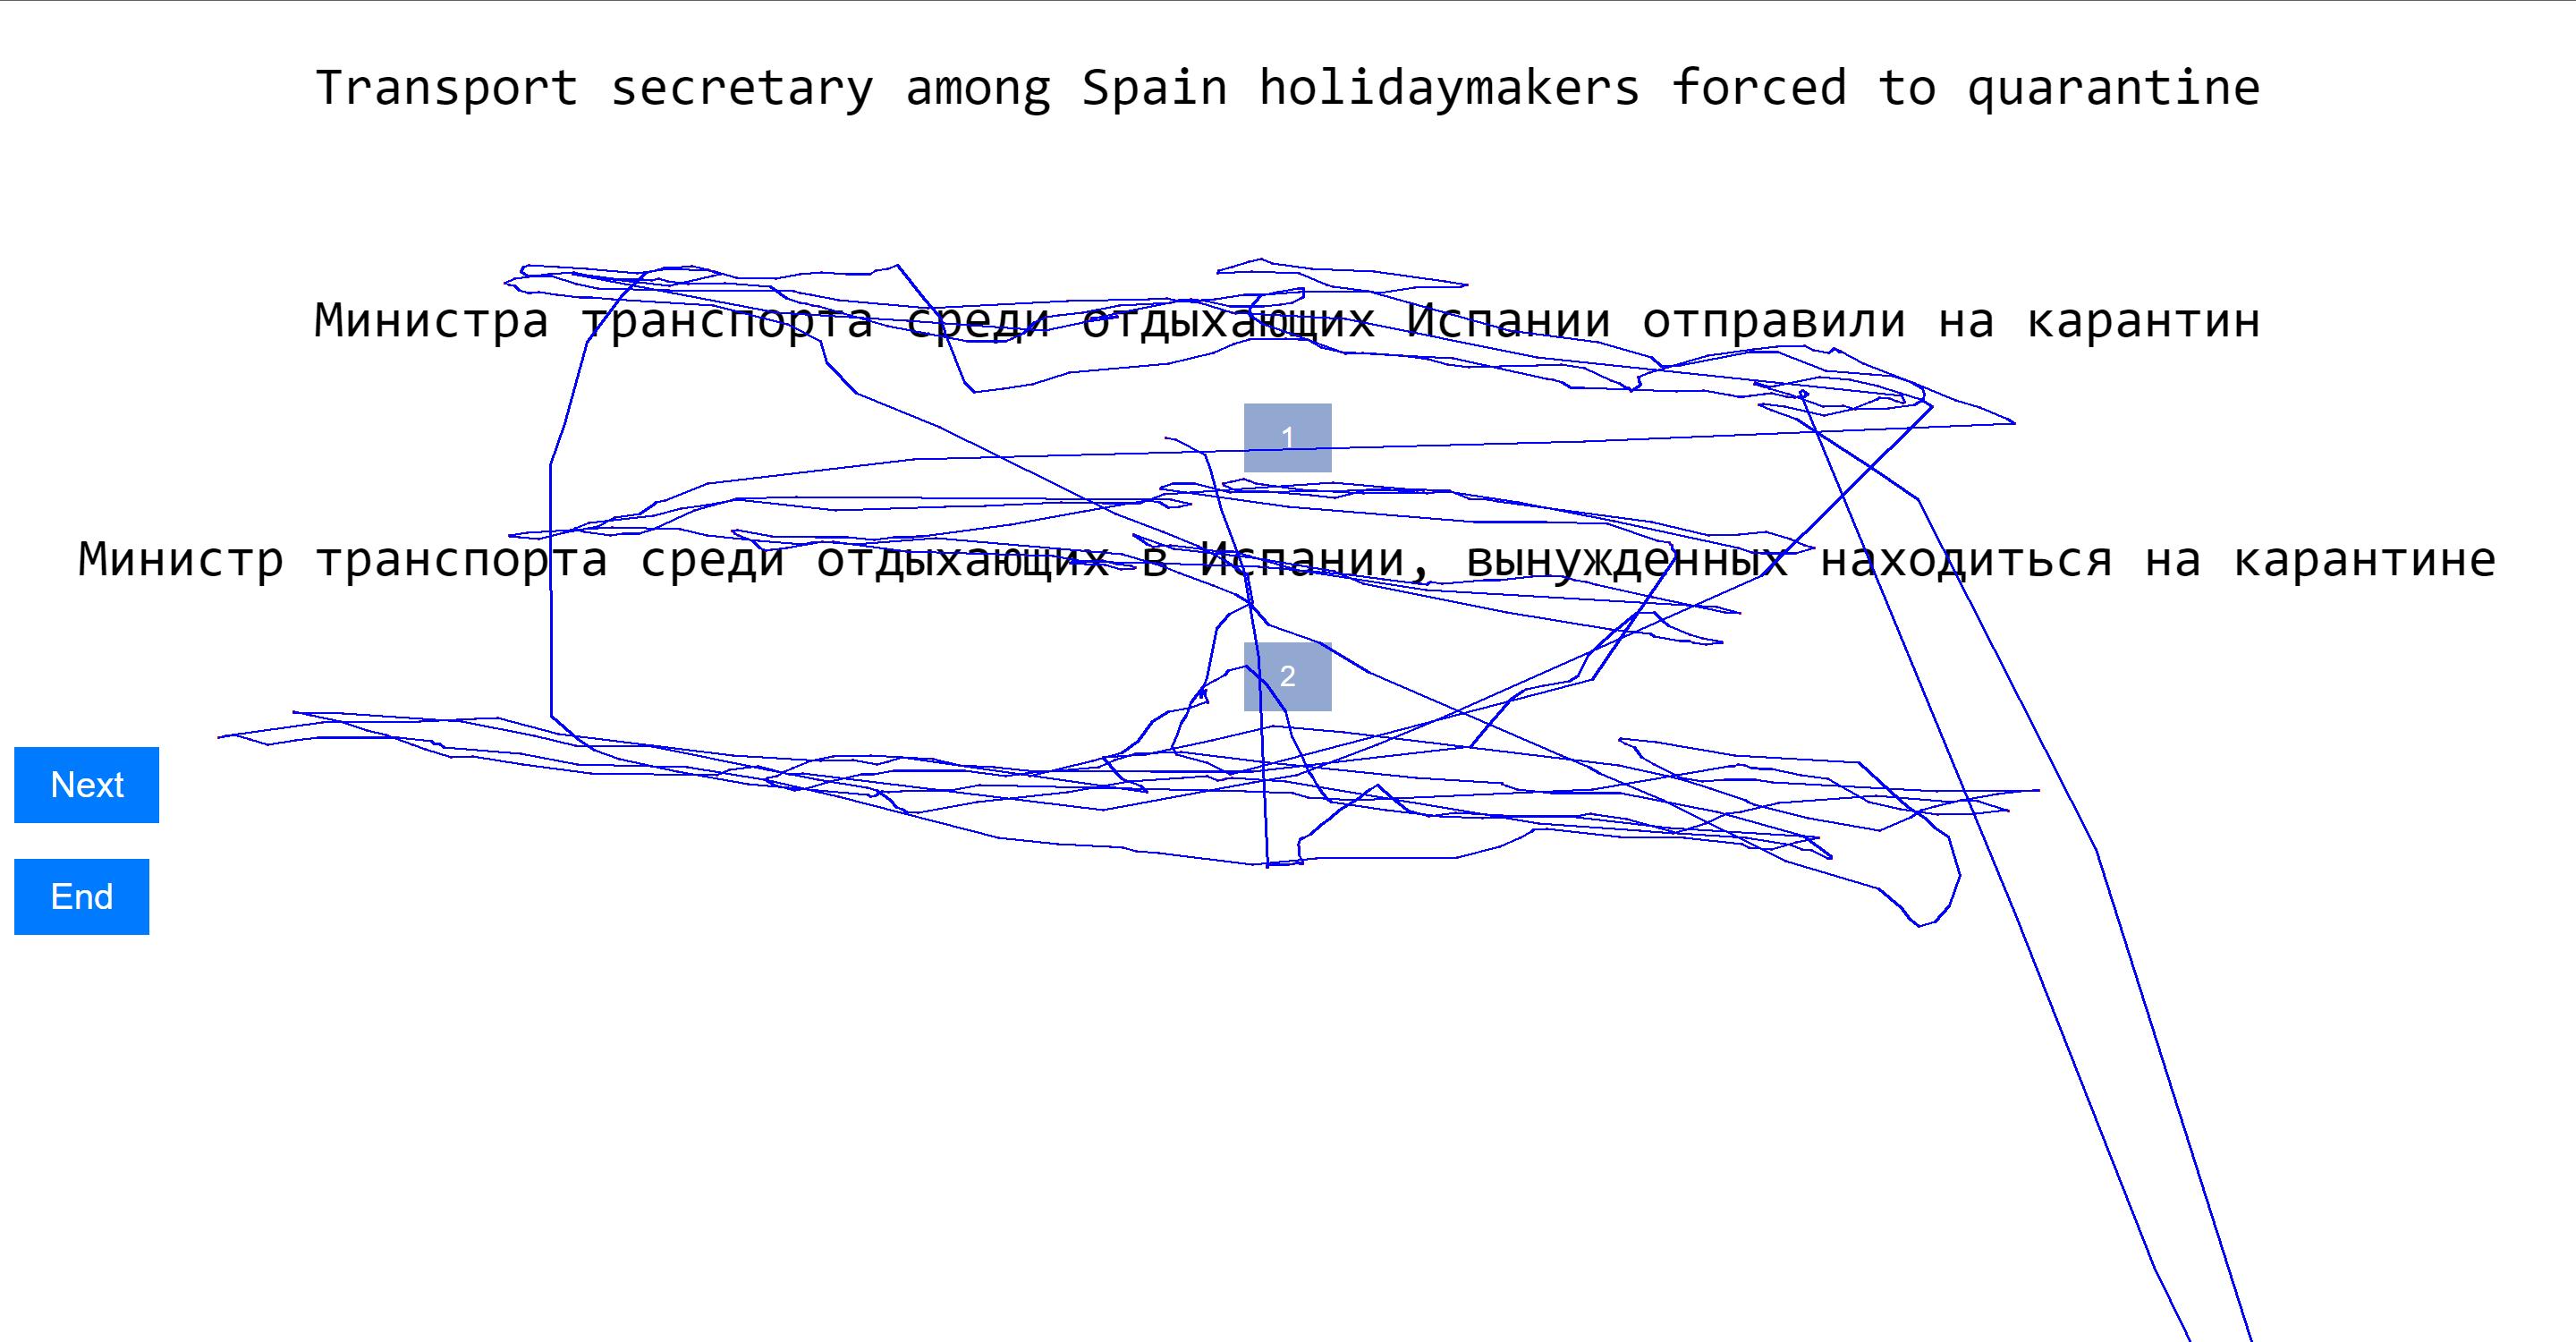 Transport secretary among Spain holidaymakers forced to quarantine
Министра транспорта среди отдыхающих Испании отправили на карантин
1
Министр транспорта среди отдыхающих в Испании, вынужденных находиться на карантине
2
Next
End